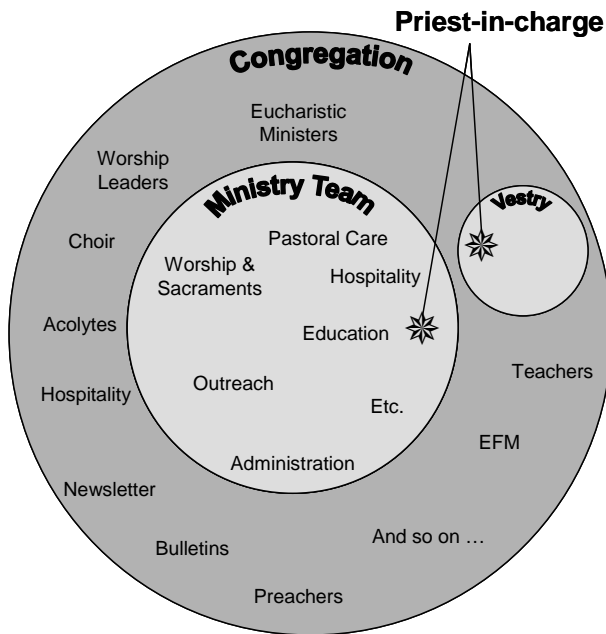 Priest-in-charge
Congregation
Eucharistic
Ministers
Worship
Leaders
Choir
Acolytes
Hospitality
Newsletter
Bulletins
Preachers
And so on …
EFM
Teachers
Vestry
Ministry Team
Pastoral Care
Worship &
Sacraments
Hospitality
Education
Outreach
Etc.
Administration